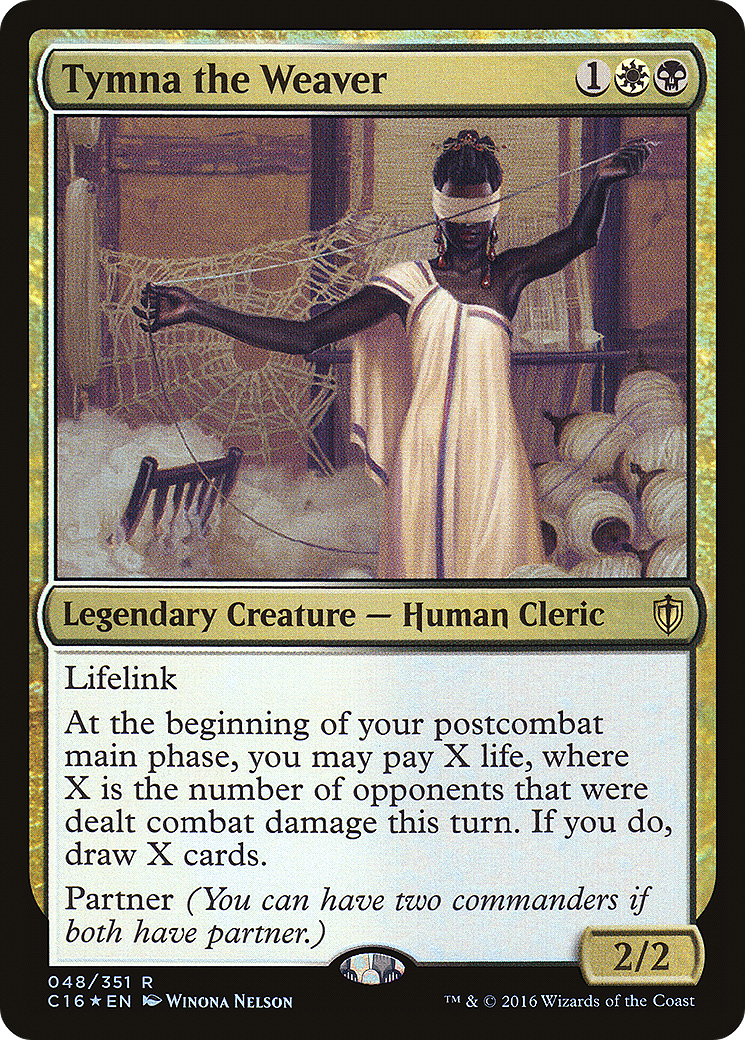 Tymna the Weaver 1
Legendary Creature — Human Cleric
Lifelink
At the beginning of your postcombat
main phase, you may pay X life, where
X is the number of opponents that were
dealt combat damage this turn. If you do,
draw X cards.
Partner (You can have two commanders if
both have partner.)
2/2
048/351 R
C16★EN Winona Nelson
™ & © 2016 Wizards of the Coast